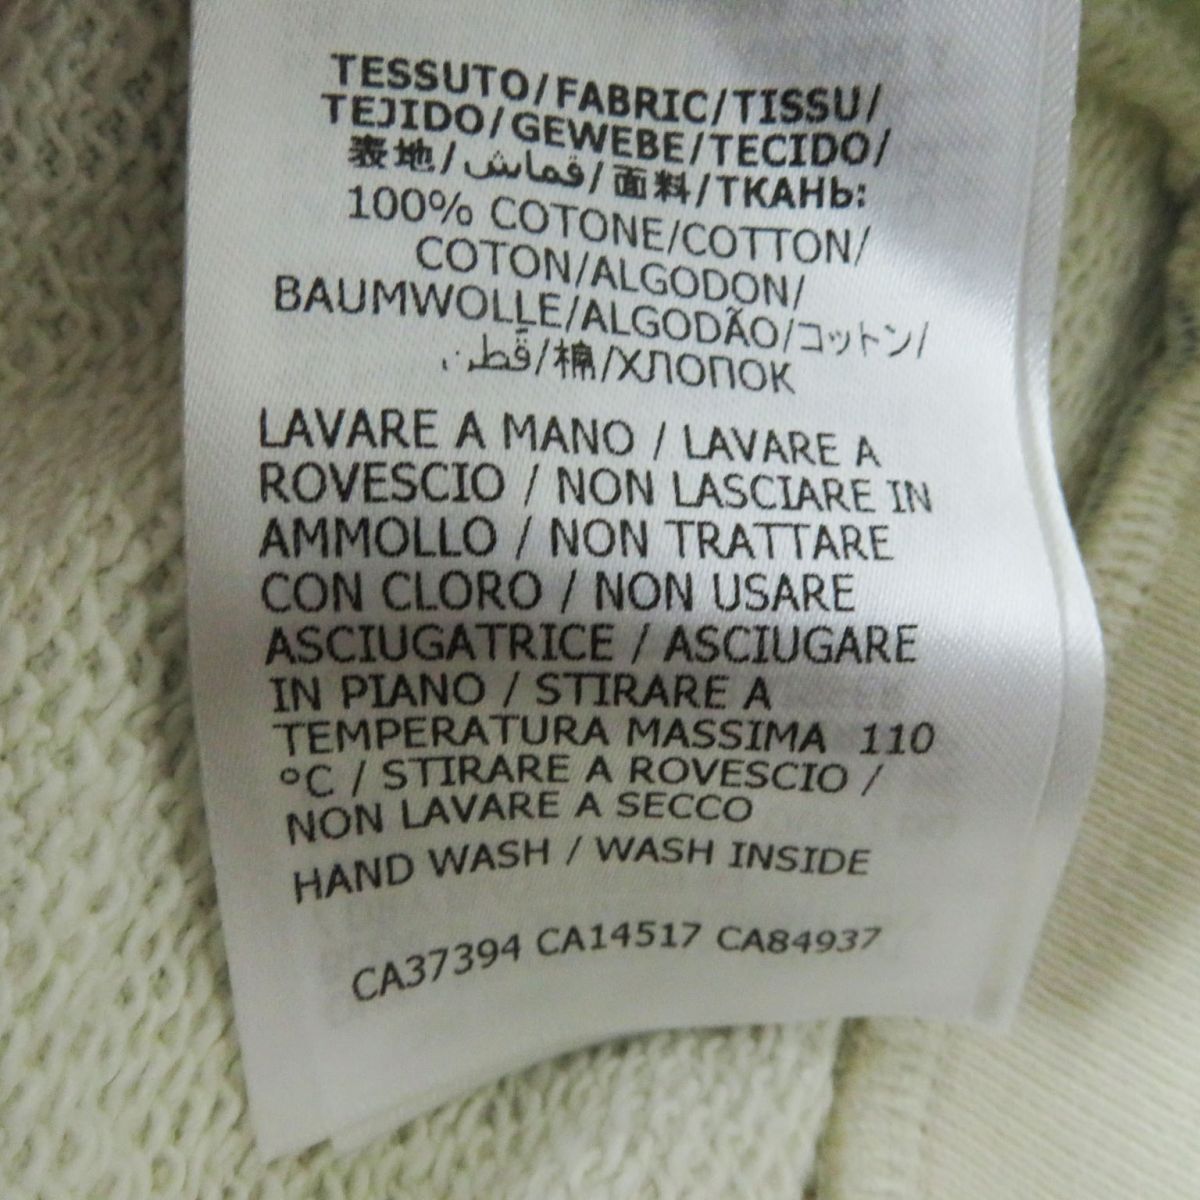 TESSUTO/FABRIC/TISSU/
TEJIDO/GEWEBE/TECIDO/
表地/قماش/面料/ТКАНЬ:
100% COTONE/COTTON/
COTON/ALGODON/
BAUMWOLLE/ALGODÃO/コットン/
قطن/棉/ХЛОПОК
LAVARE A MANO / LAVARE A
ROVESCIO / NON LASCIARE IN
AMMOLLO / NON TRATTARE
CON CLORO / NON USARE
ASCIUGATRICE / ASCIUGARE
IN PIANO / STIRARE A
TEMPERATURA MASSIMA 110
°C / STIRARE A ROVESCIO /
NON LAVARE A SECCO
HAND WASH / WASH INSIDE
CA37394 CA14517 CA84937